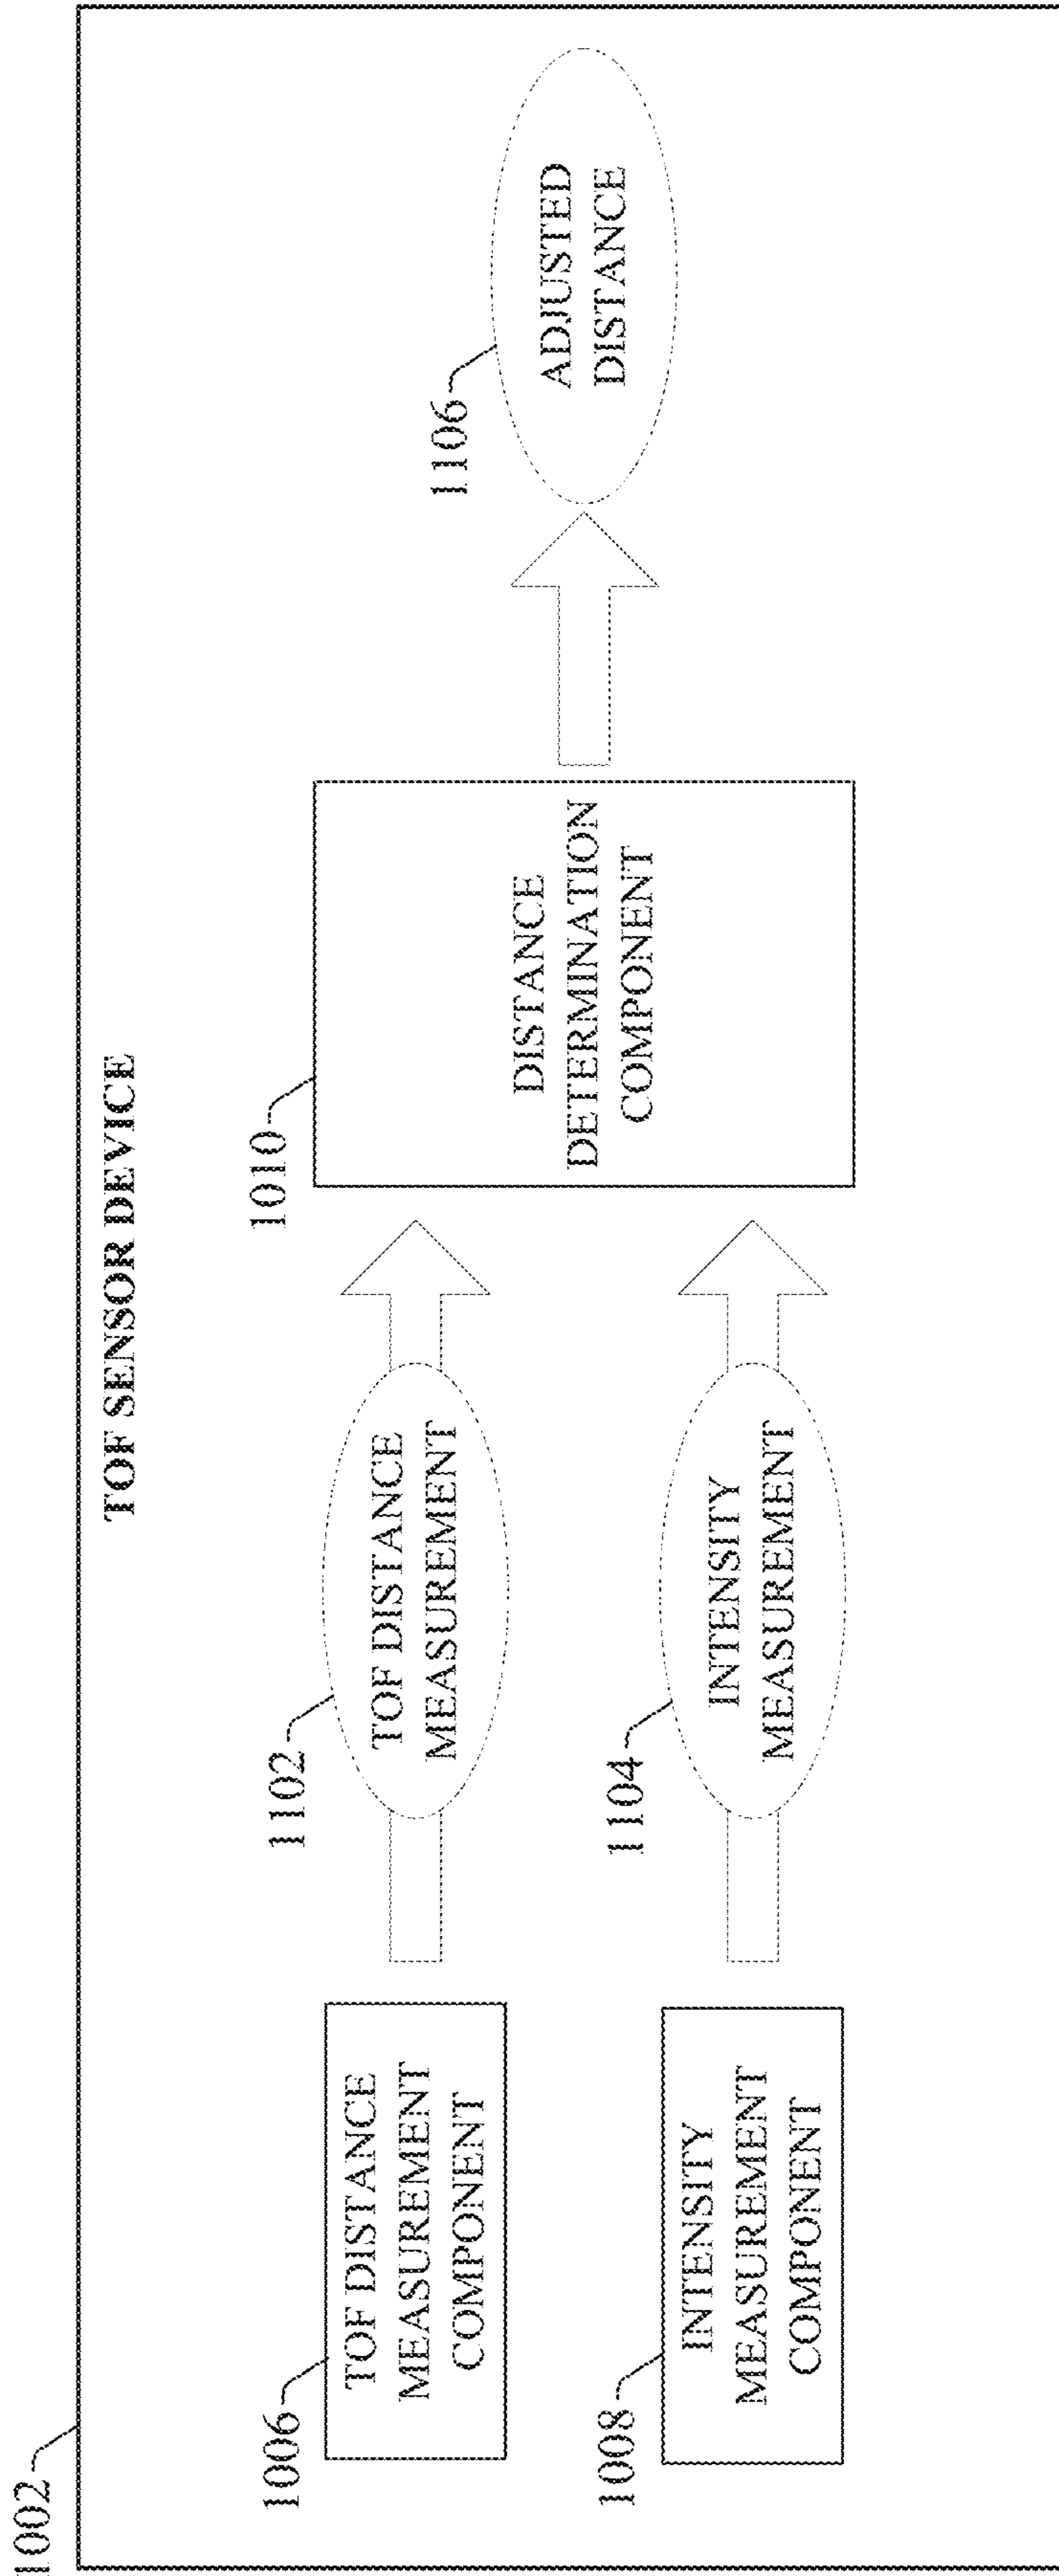 1002
TOF SENSOR DEVICE
1006
TOF DISTANCE
MEASUREMENT
COMPONENT
1102
TOF DISTANCE
MEASUREMENT
1008
INTENSITY
MEASUREMENT
COMPONENT
1104
INTENSITY
MEASUREMENT
1010
DISTANCE
DETERMINATION
COMPONENT
1106
ADJUSTED
DISTANCE